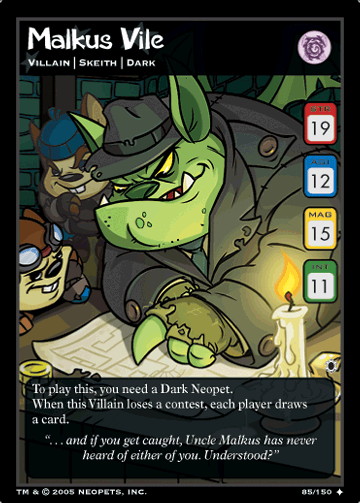 Malkus Vile
VILLAIN | SKEITH | DARK
STR
19
AGI
12
MAG
15
INT
11
To play this, you need a Dark Neopet.
When this Villain loses a contest, each player draws
a card.
“. . . and if you get caught, Uncle Malkus has never
heard of either of you. Understood?”
TM & © 2005 NEOPETS, INC.
85/150 ♦